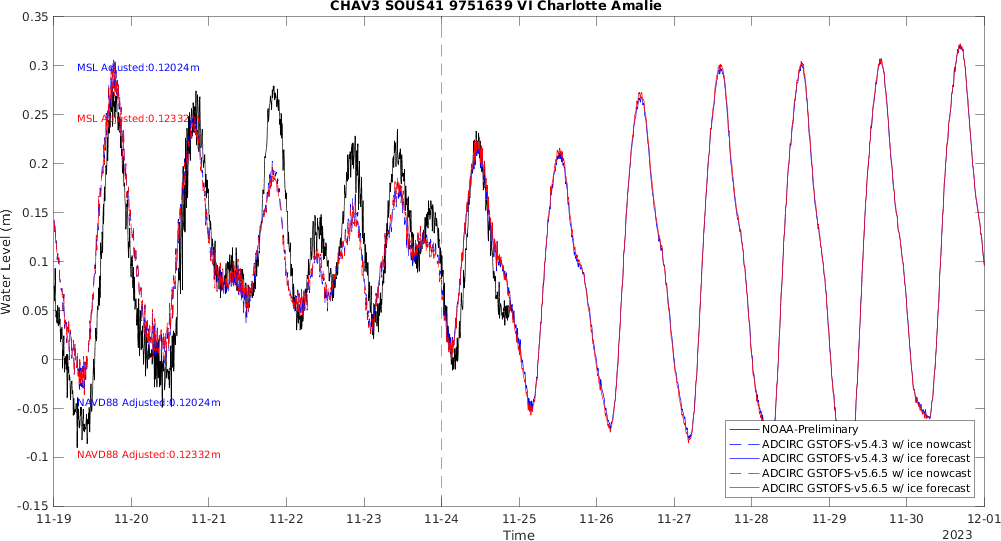 CHAV3 SOUS41 9751639 VI Charlotte Amalie
0.35
0.3
0.25
0.2
0.15
0.1
0.05
0
-0.05
-0.1
-0.15
Water Level (m)
MSL Adjusted:0.12024m
MSL Adjusted:0.12332
NAVD88 Adjusted:0.12024m
NAVD88 Adjusted:0.12332m
NOAA-Preliminary
ADCIRC GSTOFS-v5.4.3 w/ ice nowcast
ADCIRC GSTOFS-v5.4.3 w/ ice forecast
ADCIRC GSTOFS-v5.6.5 w/ ice nowcast
ADCIRC GSTOFS-v5.6.5 w/ ice forecast
11-19 11-20 11-21 11-22 11-23 11-24 11-25 11-26 11-27 11-28 11-29 11-30 12-01
Time
2023